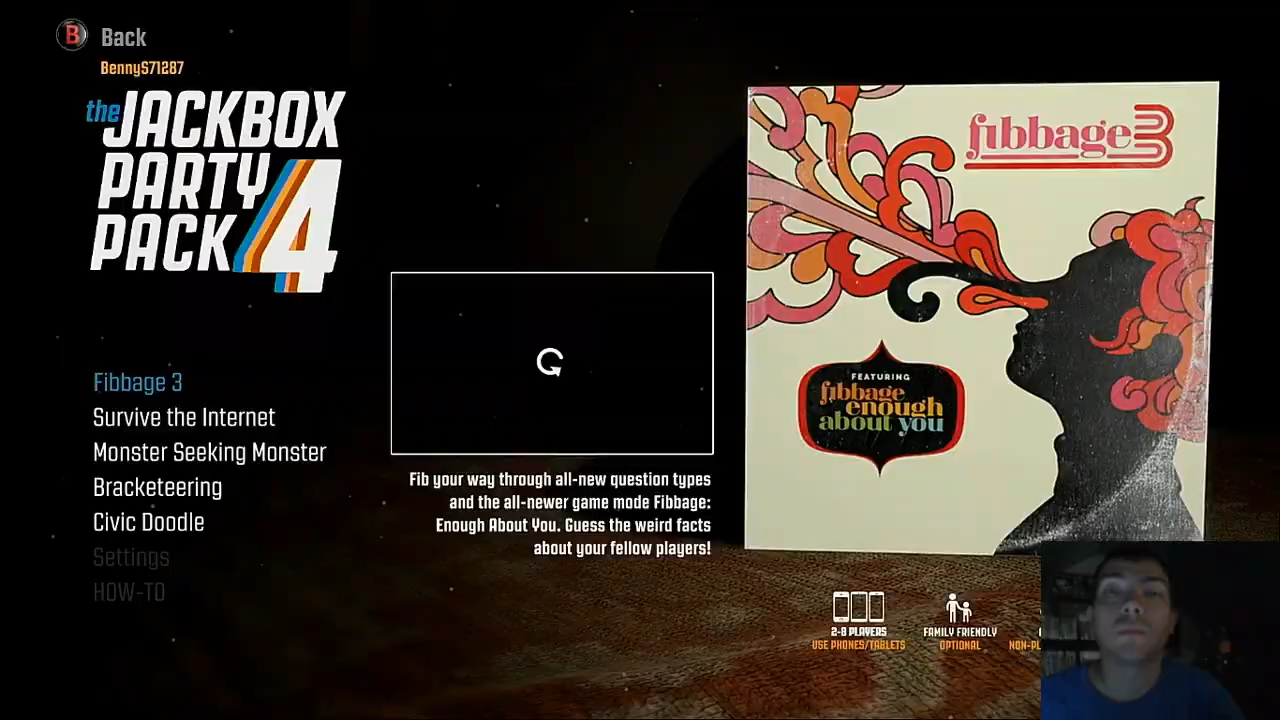 B Back
BennyS71287
the JACKBOX
PARTY
PACK 4
Fibbage 3
Survive the Internet
Monster Seeking Monster
Bracketeering
Civic Doodle
Settings
HOW-TO
Fib your way through all-new question types
and the all-newer game mode Fibbage:
Enough About You. Guess the weird facts
about your fellow players!
fibbage 3
FEATURING
fibbage
enough
about you
2-8 PLAYERS
USE PHONES/TABLETS
FAMILY FRIENDLY
OPTIONAL